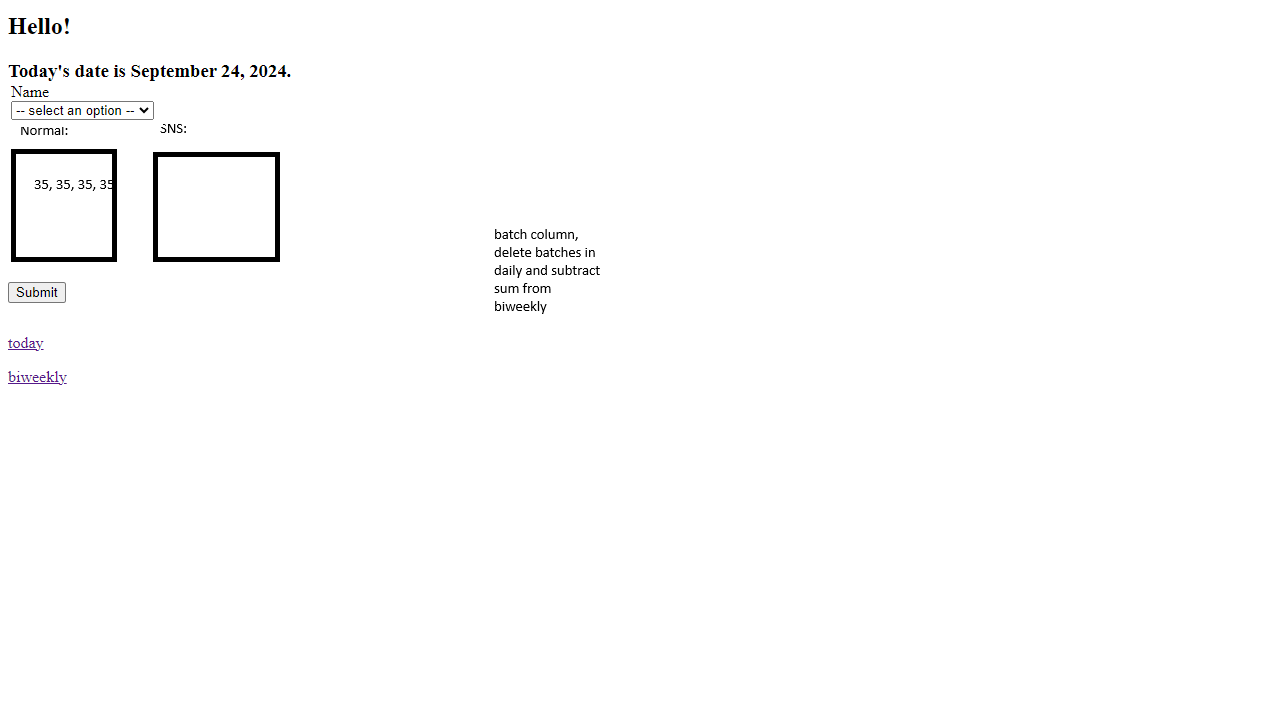 Hello!
Today's date is September 24, 2024.
Name
-- select an option --
Normal:
SNS:
35, 35, 35, 35
batch column,
delete batches in
daily and subtract
sum from
biweekly
Submit
today
biweekly